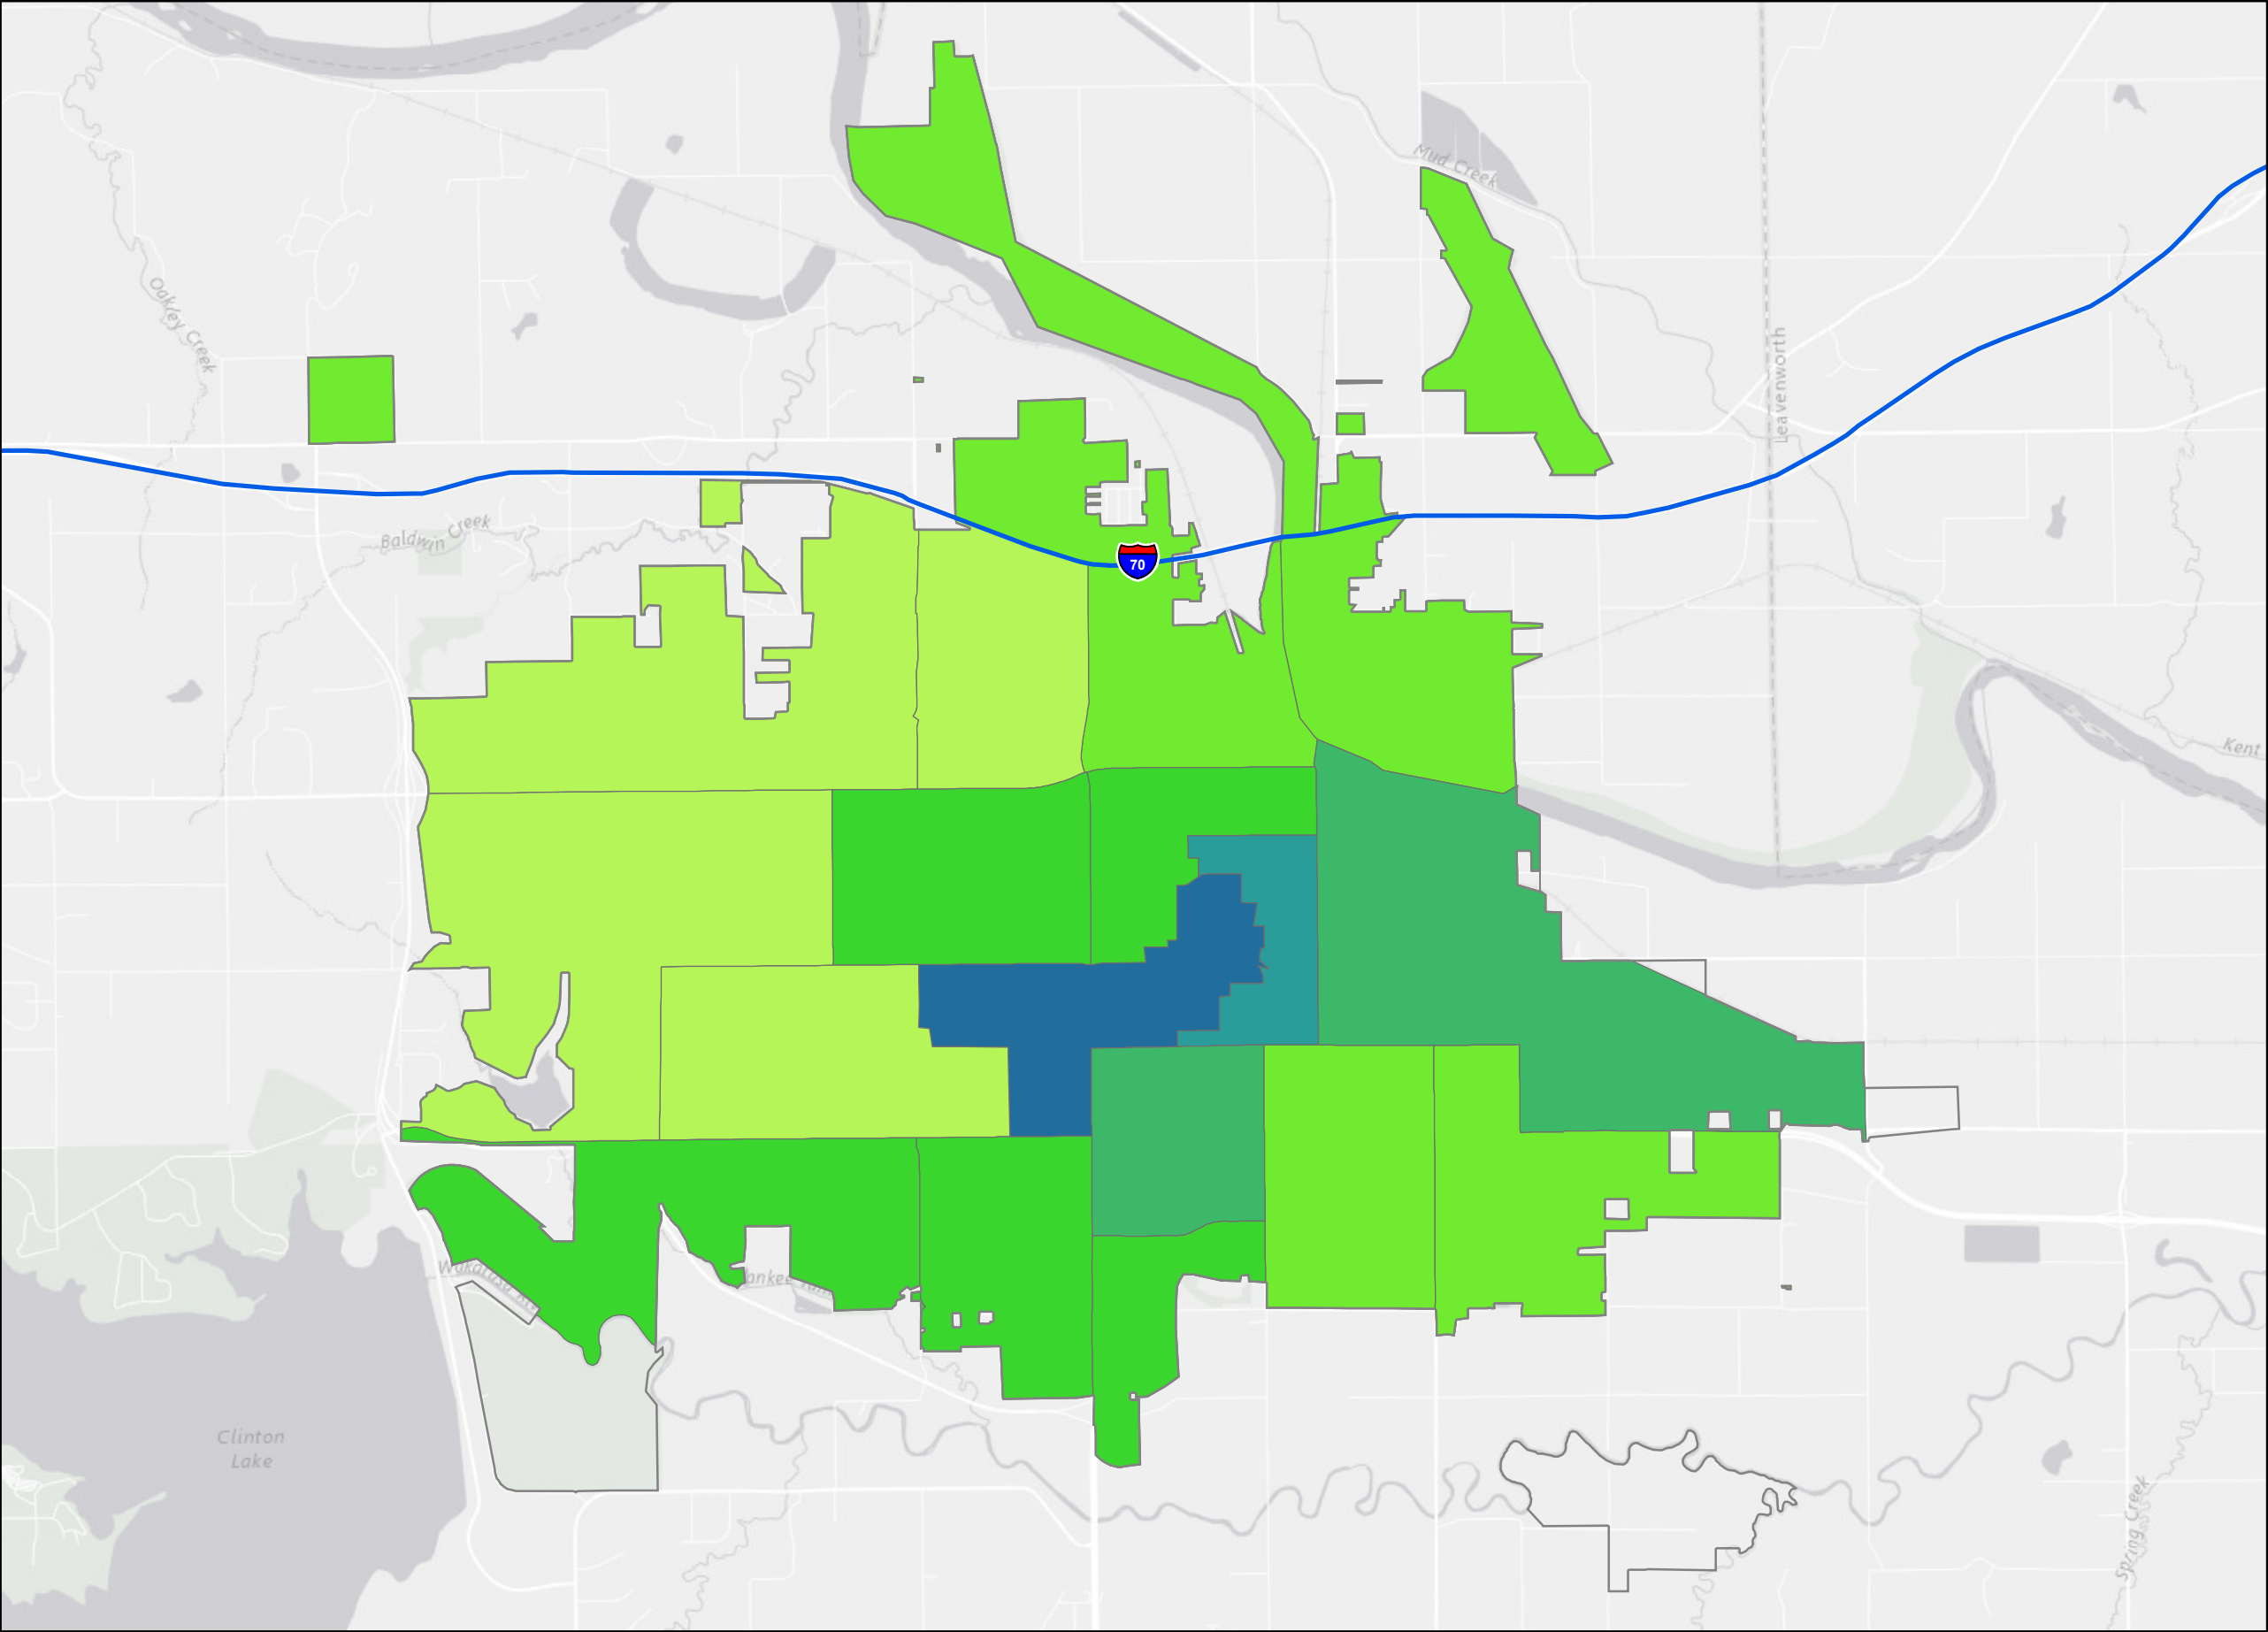 Mud Creek
Oakley Creek
Leavenworth
Baldwin Creek
70
Kent
Clinton
Lake
Spring Creek